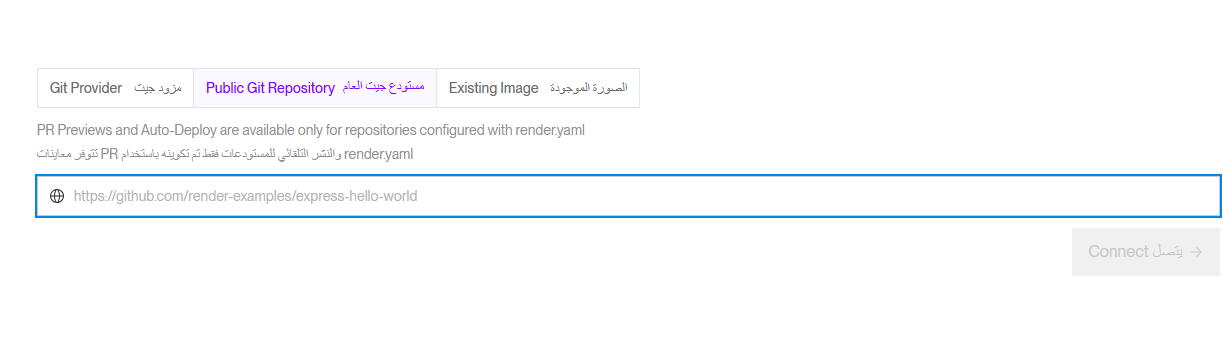 Git Provider مزود جيت
Public Git Repository مستودع جيت العام
Existing Image الصورة الموجودة
PR Previews and Auto-Deploy are available only for repositories configured with render.yaml
تتوفر معاينات PR والنشر التلقائي للمستودعات فقط تم تكوينه باستخدام render.yaml
https://github.com/render-examples/express-hello-world
Connect يتصل →